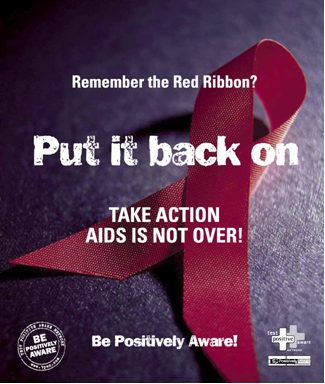 Remember the Red Ribbon?
Put it back on
TAKE ACTION
AIDS IS NOT OVER!
Be Positively Aware!
BE
POSITIVELY
AWARE
test
positive
aware